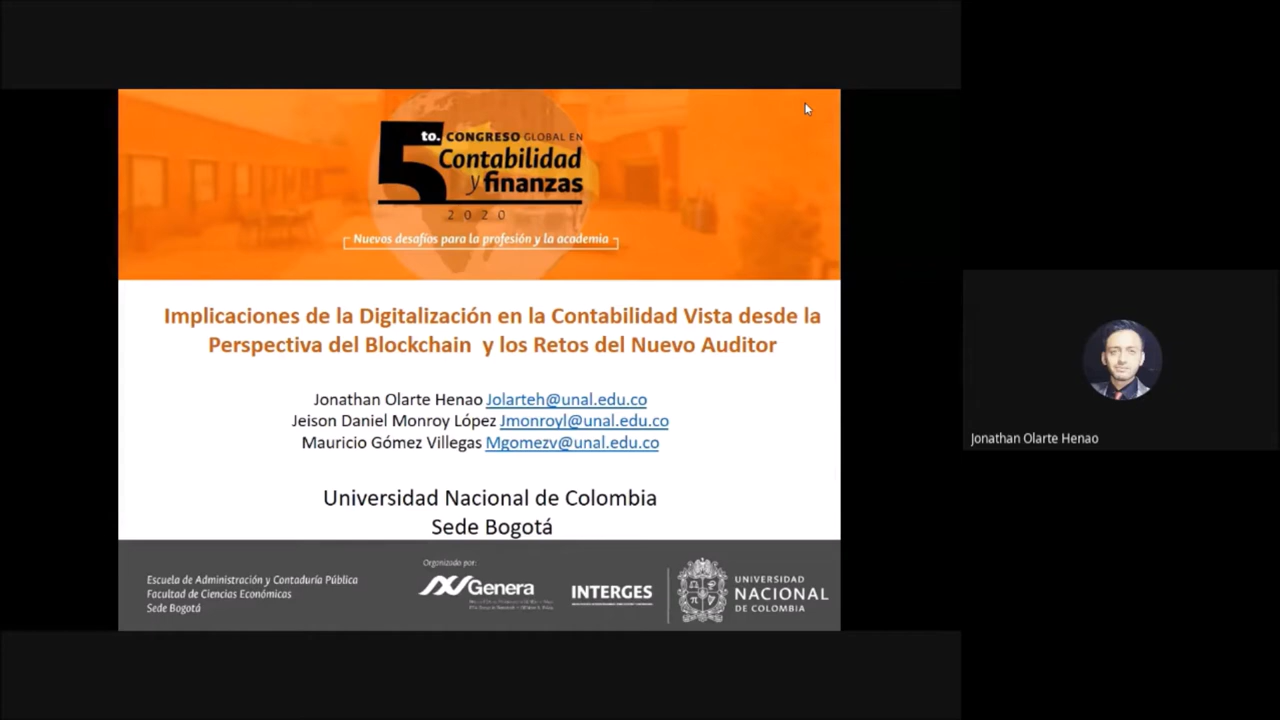 5to. CONGRESO GLOBAL EN
Contabilidad
y finanzas
2020
Nuevos desafíos para la profesión y la academia
Implicaciones de la Digitalización en la Contabilidad Vista desde la
Perspectiva del Blockchain y los Retos del Nuevo Auditor
Jonathan Olarte Henao Jolarteh@unal.edu.co
Jeison Daniel Monroy López Jmonroyl@unal.edu.co
Mauricio Gómez Villegas Mgomezv@unal.edu.co
Universidad Nacional de Colombia
Sede Bogotá
Escuela de Administración y Contaduría Pública
Facultad de Ciencias Económicas
Sede Bogotá
Organizado por:
Genera
INTERGES
UNIVERSIDAD
NACIONAL
DE COLOMBIA
Jonathan Olarte Henao